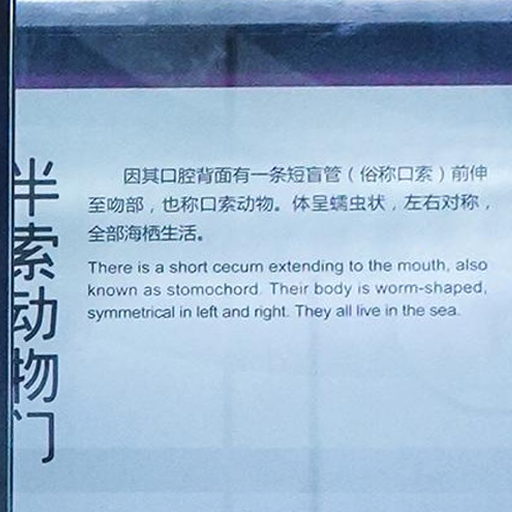 半索动物门
因其口腔背面有一条短盲管（俗称口索）前伸
至吻部，也称口索动物。体呈蠕虫状，左右对称，
全部海栖生活。
There is a short cecum extending to the mouth, also
known as stomochord. Their body is worm-shaped,
symmetrical in left and right. They all live in the sea.